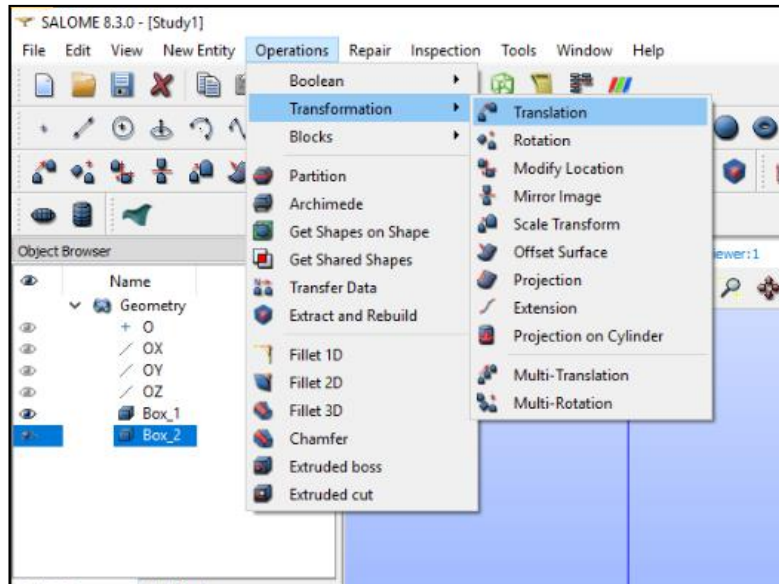 SALOME 8.3.0 - [Study1]
File Edit View New Entity Operations Repair Inspection Tools Window Help
Boolean
Transformation
Blocks
Partition
Archimede
Get Shapes on Shape
Get Shared Shapes
Transfer Data
Extract and Rebuild
Fillet 1D
Fillet 2D
Fillet 3D
Chamfer
Extruded boss
Extruded cut
Translation
Rotation
Modify Location
Mirror Image
Scale Transform
Offset Surface
Projection
Extension
Projection on Cylinder
Multi-Translation
Multi-Rotation
Object Browser
Name
Geometry
O
OX
OY
OZ
Box_1
Box_2
ewer:1